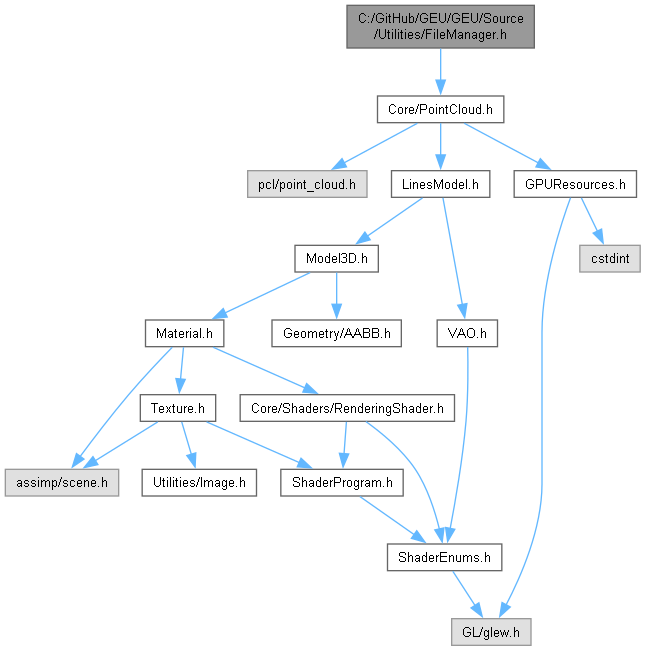 C:/GitHub/GEU/GEU/Source
/Utilities/FileManager.h
Core/PointCloud.h
pcl/point_cloud.h
LinesModel.h
GPUResources.h
Model3D.h
cstdint
Material.h
Geometry/AABB.h
VAO.h
Texture.h
Core/Shaders/RenderingShader.h
assimp/scene.h
Utilities/Image.h
ShaderProgram.h
ShaderEnums.h
GL/glew.h